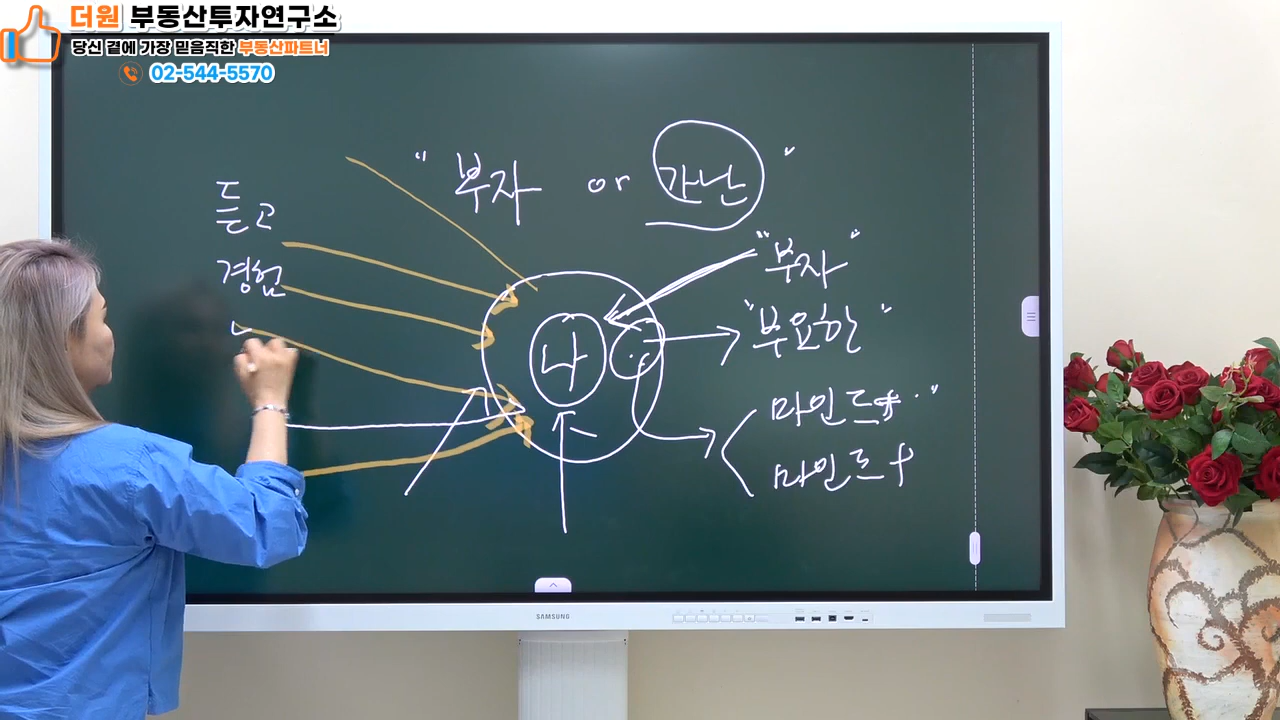 더원 부동산투자연구소
당신 곁에 가장 믿음직한 부동산파트너
02-544-5570
"부자 or 가난"
듣고
경험
나
"부자"
"부요한"
마인드
마인드
SAMSUNG